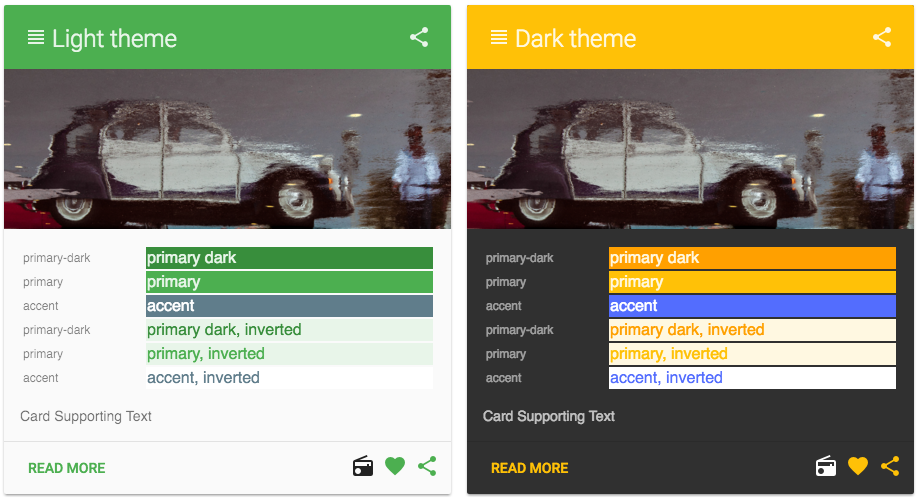 Light theme
primary-dark primary dark
primary primary
accent accent
primary-dark primary dark, inverted
primary primary, inverted
accent accent, inverted
Card Supporting Text
READ MORE
Dark theme
primary-dark primary dark
primary primary
accent accent
primary-dark primary dark, inverted
primary primary, inverted
accent accent, inverted
Card Supporting Text
READ MORE